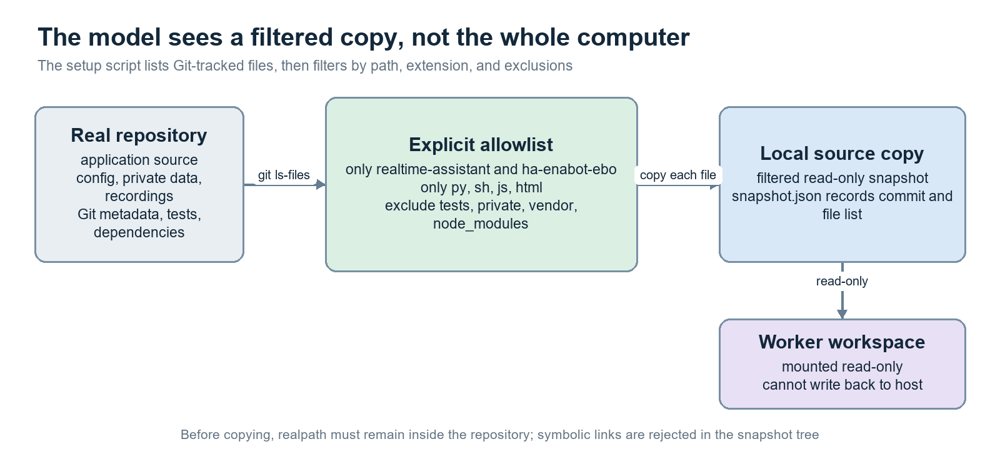 The model sees a filtered copy, not the whole computer
The setup script lists Git-tracked files, then filters by path, extension, and exclusions
Real repository
application source
config, private data,
recordings
Git metadata, tests,
dependencies
git ls-files
Explicit allowlist
only realtime-assistant and ha-enabot-ebo
only py, sh, js, html
exclude tests, private, vendor,
node_modules
copy each file
Local source copy
filtered read-only snapshot
snapshot.json records commit and
file list
read-only
Worker workspace
mounted read-only
cannot write back to host
Before copying, realpath must remain inside the repository; symbolic links are rejected in the snapshot tree